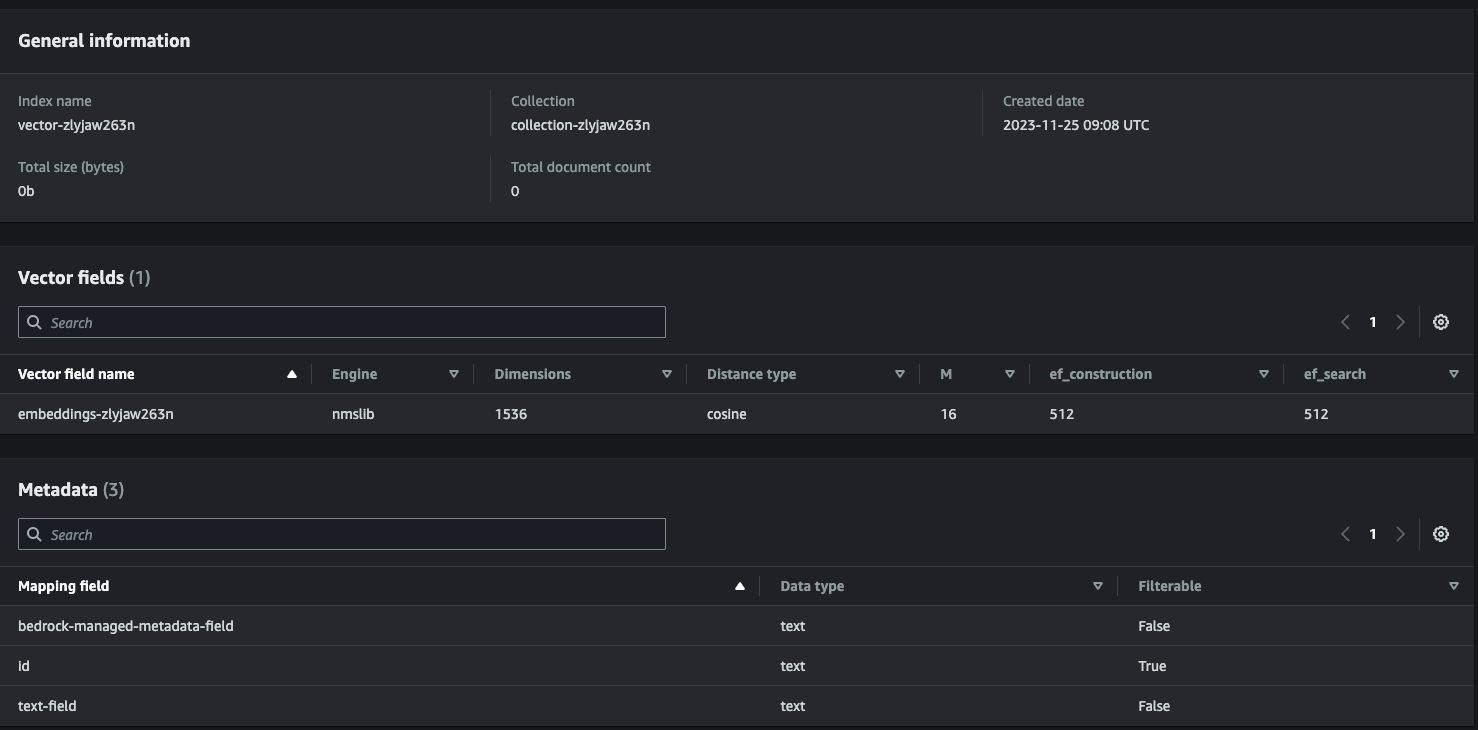 General information
Index name Collection Created date
vector-zlyjaw263n collection-zlyjaw263n 2023-11-25 09:08 UTC
Total size (bytes) Total document count
0b 0
Vector fields (1)
Search 1
Vector field name Engine Dimensions Distance type M ef_construction ef_search
embeddings-zlyjaw263n nmslib 1536 cosine 16 512 512
Metadata (3)
Search 1
Mapping field Data type Filterable
bedrock-managed-metadata-field text False
id text True
text-field text False